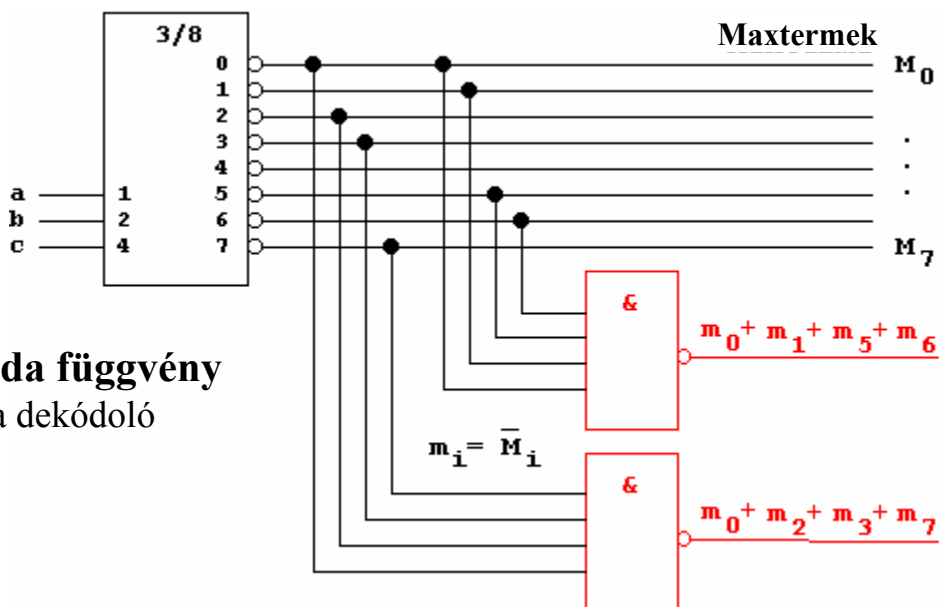 3/8
Maxtermek
0
M0
1
2
3
.
4
.
a
1
5
.
b
2
6
c
4
7
M7
&
m0+ m1+ m5+ m6
da függvény
a dekódoló
mi= M̅i
&
m0+ m2+ m3+ m7